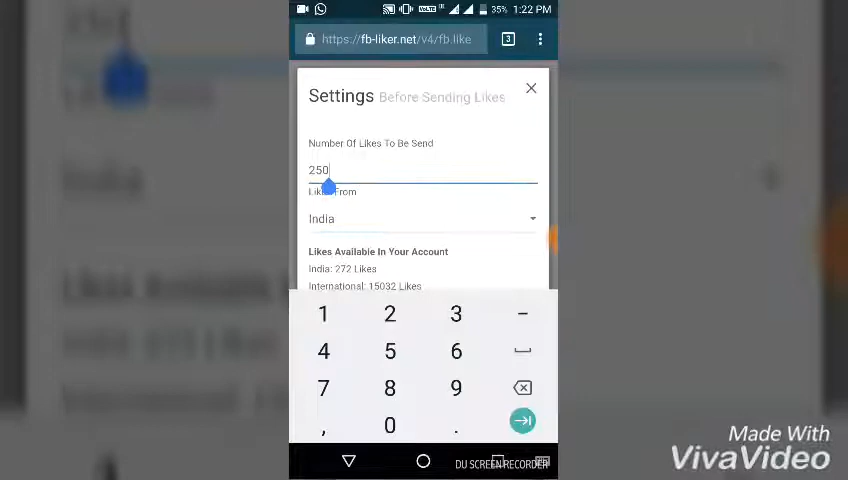 35% 1:22 PM
https://fb-liker.net/v4/fb.like
3
Settings Before Sending Likes
Number Of Likes To Be Send
250
From
India
Likes Available In Your Account
India: 272 Likes
International: 15032 Likes
1 2 3 -
4 5 6
7 8 9
, 0 .
DU SCREEN RECORDER
Made With
VivaVideo